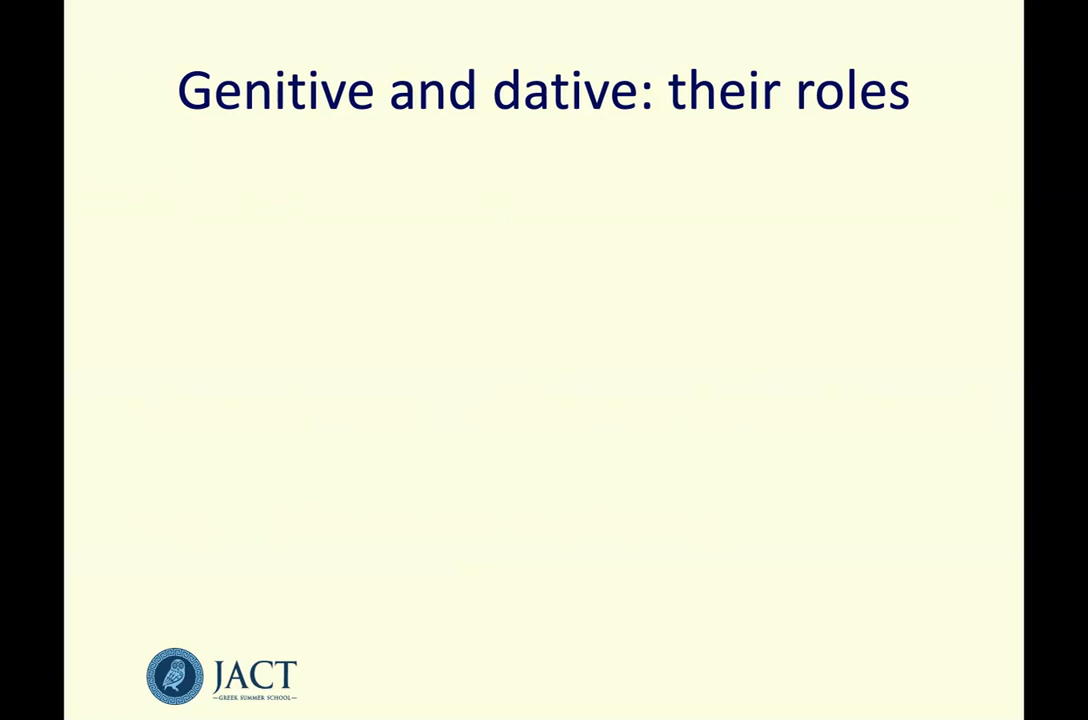 Genitive and dative: their roles
JACT
—GREEK SUMMER SCHOOL—